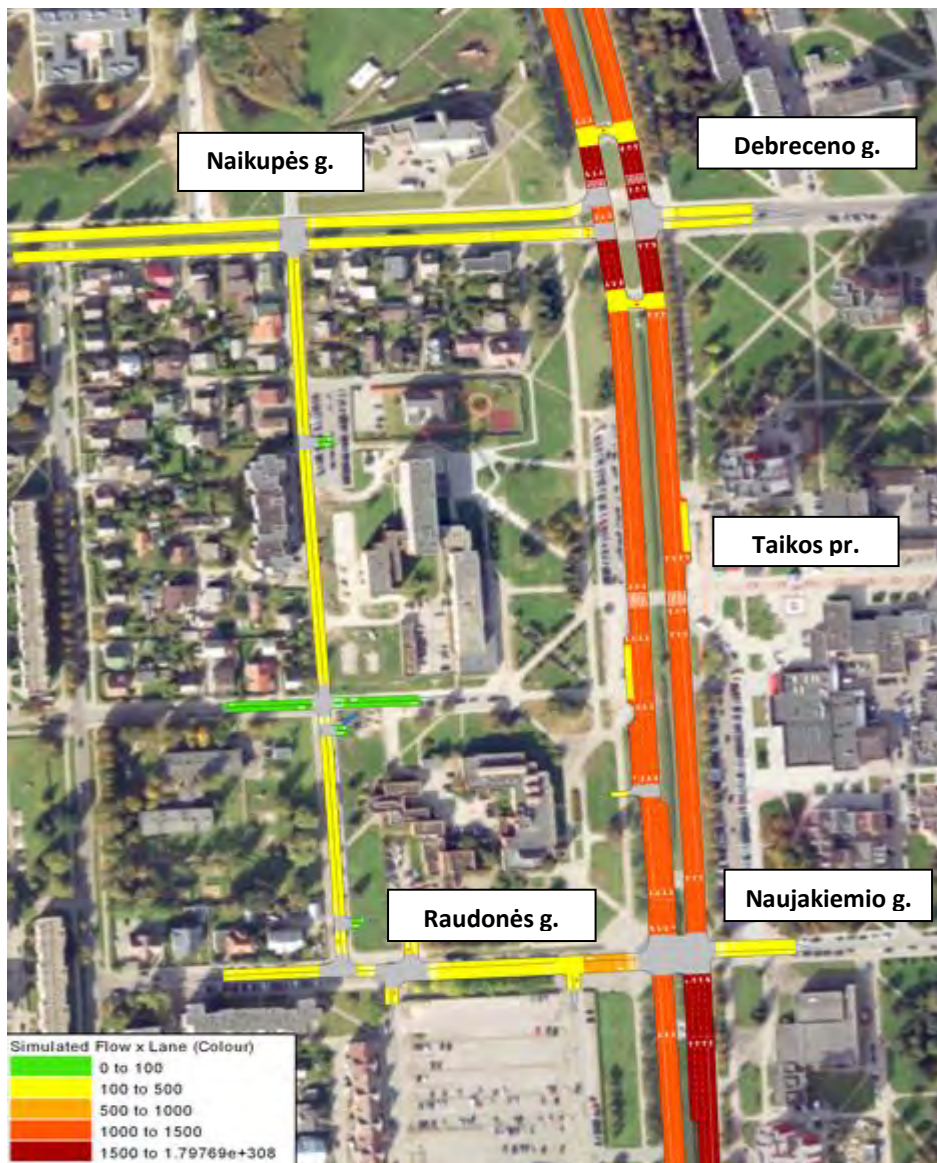 Naikupės g.
Debreceno g.
Taikos pr.
Raudonės g.
Naujakiemio g.
Simulated Flow x Lane (Colour)
0 to 100
100 to 500
500 to 1000
1000 to 1500
1500 to 1.79769e+308